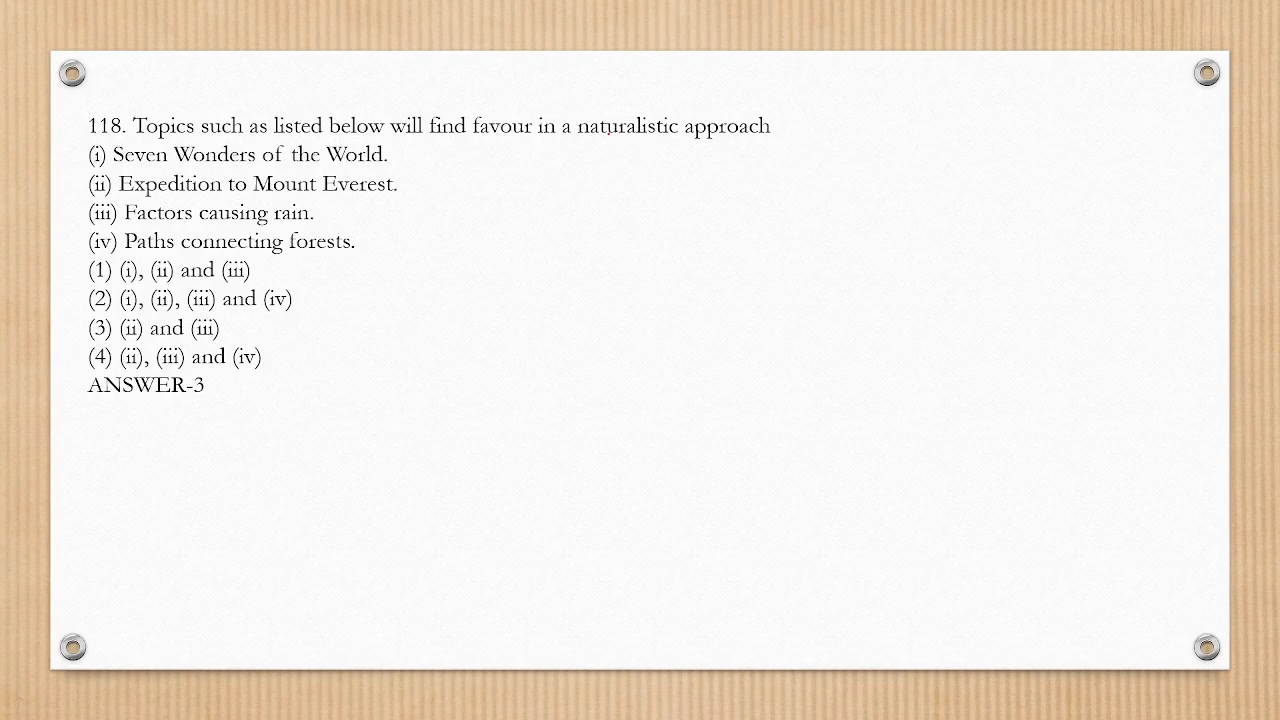 118. Topics such as listed below will find favour in a naturalistic approach
(i) Seven Wonders of the World.
(ii) Expedition to Mount Everest.
(iii) Factors causing rain.
(iv) Paths connecting forests.
(1) (i), (ii) and (iii)
(2) (i), (ii), (iii) and (iv)
(3) (ii) and (iii)
(4) (ii), (iii) and (iv)
ANSWER-3